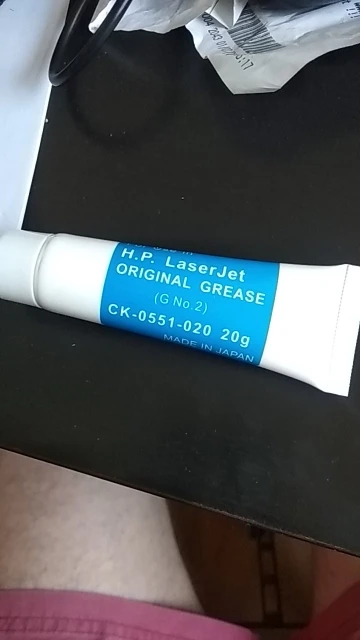 H.P. LaserJet
ORIGINAL GREASE
(G No.2)
CK-0551-020 20g
MADE IN JAPAN